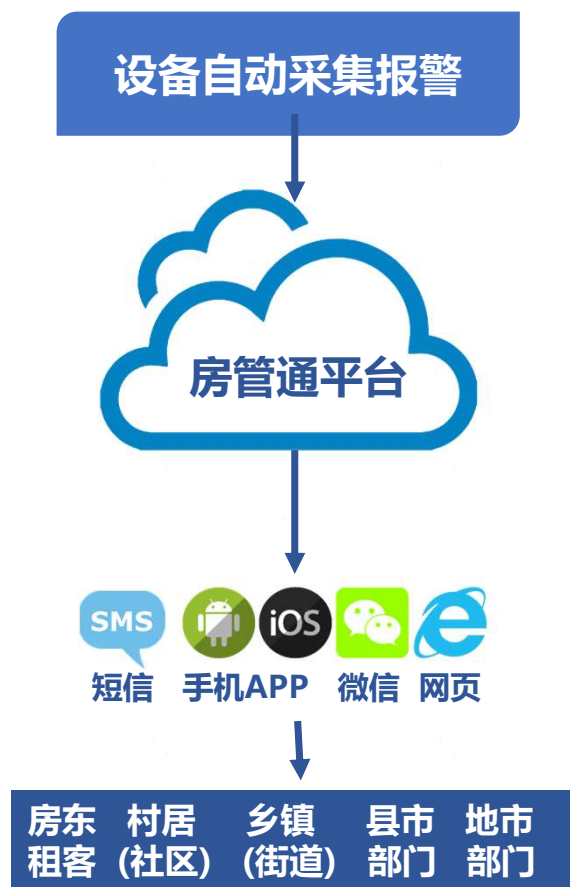 设备自动采集报警
房管通平台
SMS iOS
短信 手机APP 微信 网页
房东 村居 乡镇 县市 地市
租客 (社区) (街道) 部门 部门